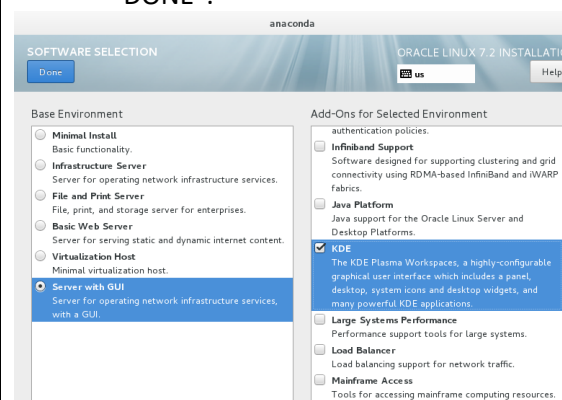 DONE".
anaconda
SOFTWARE SELECTION
Done
ORACLE LINUX 7.2 INSTALLATI
us
Help
Base Environment
Minimal Install
Basic functionality.
Infrastructure Server
Server for operating network infrastructure services.
File and Print Server
File, print, and storage server for enterprises.
Basic Web Server
Server for serving static and dynamic internet content.
Virtualization Host
Minimal virtualization host.
Server with GUI
Server for operating network infrastructure services,
with a GUI.
Add-Ons for Selected Environment
authentication policies.
Infiniband Support
Software designed for supporting clustering and grid
connectivity using RDMA-based InfiniBand and iWARP
fabrics.
Java Platform
Java support for the Oracle Linux Server and
Desktop Platforms.
KDE
The KDE Plasma Workspaces, a highly-configurable
graphical user interface which includes a panel,
desktop, system icons and desktop widgets, and
many powerful KDE applications.
Large Systems Performance
Performance support tools for large systems.
Load Balancer
Load balancing support for network traffic.
Mainframe Access
Tools for accessing mainframe computing resources.